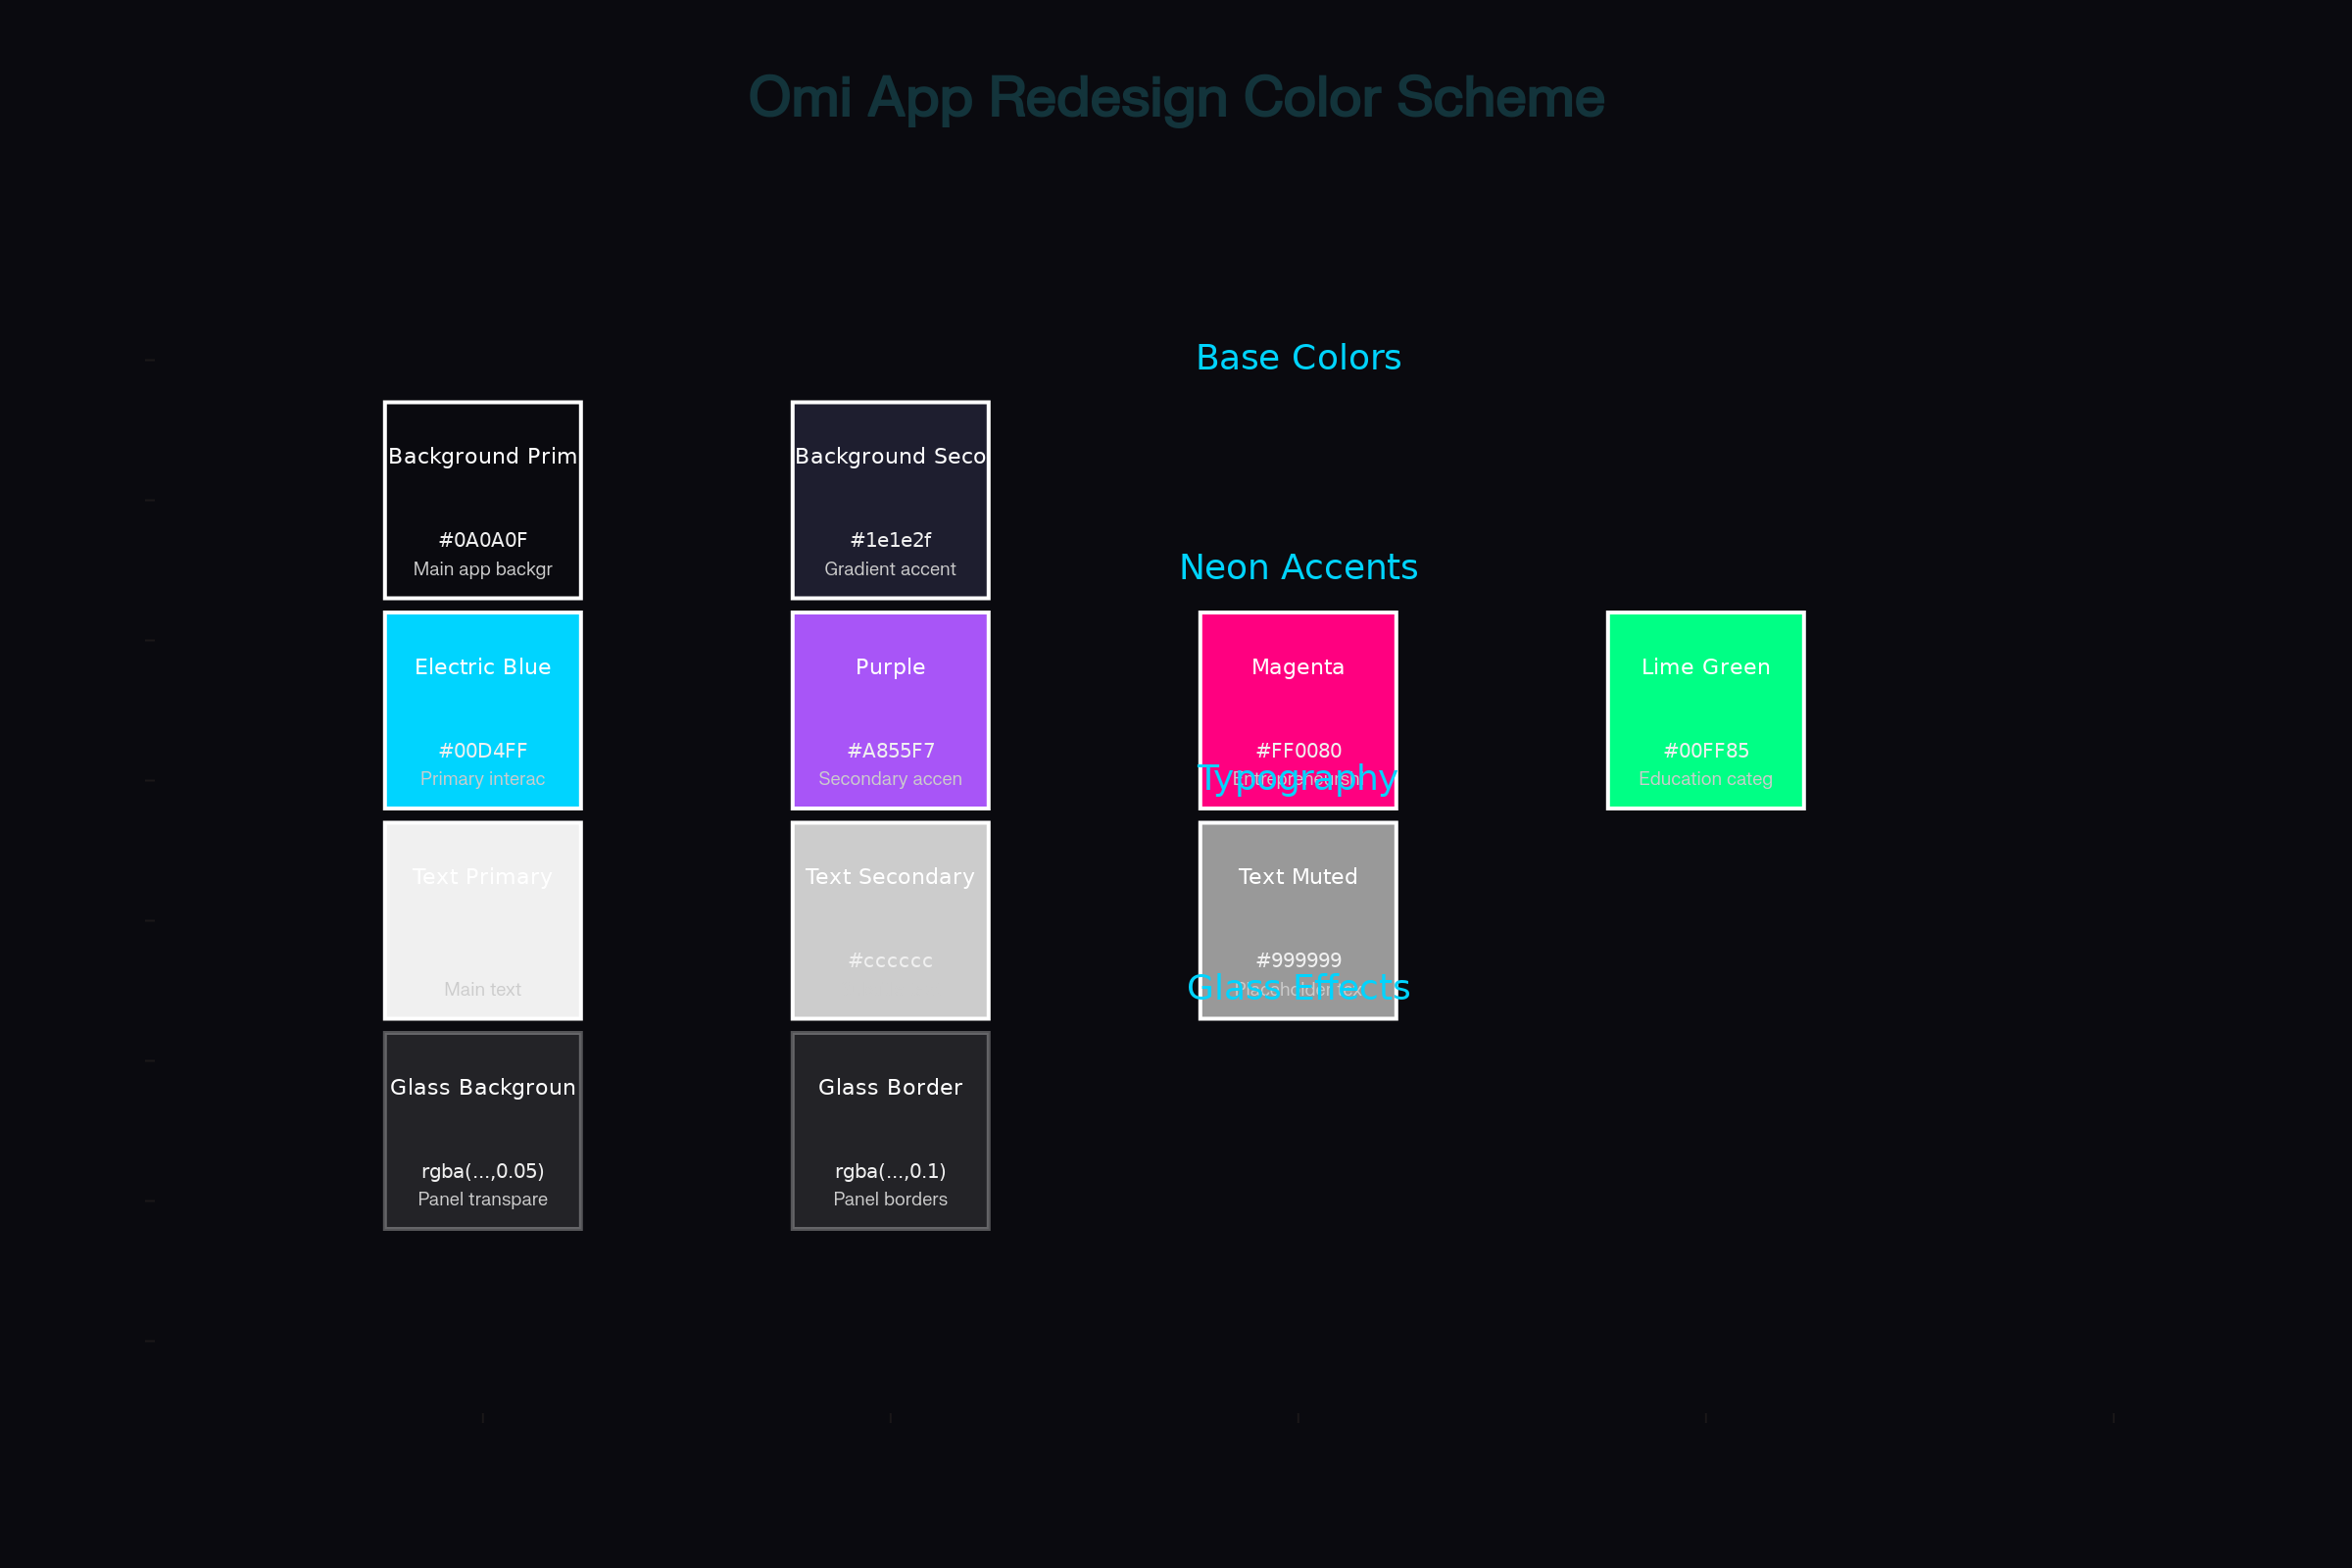 Omi App Redesign Color Scheme
Base Colors
Background Prim
#0A0A0F
Main app backgr
Background Seco
#1e1e2f
Gradient accent
Neon Accents
Electric Blue
#00D4FF
Primary interac
Purple
#A855F7
Secondary accen
Magenta
#FF0080
Entrepreneursh
Lime Green
#00FF85
Education categ
Typography
Text Primary
Main text
Text Secondary
#cccccc
Text Muted
#999999
Placeholder tex
Glass Effects
Glass Backgroun
rgba(...,0.05)
Panel transpare
Glass Border
rgba(...,0.1)
Panel borders